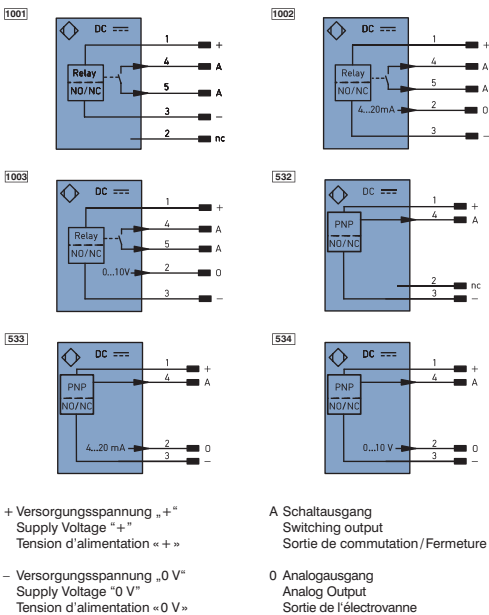 1001
DC
1 +
4 A
Relay
NO/NC
5 A
3 –
2 nc
1002
DC
1 +
4 A
Relay
NO/NC
5 A
4...20mA 2 0
3 –
1003
DC
1 +
4 A
Relay
NO/NC
5 A
0...10V 2 0
3 –
532
DC
1 +
4 A
PNP
NO/NC
2 nc
3 –
533
DC
1 +
4 A
PNP
NO/NC
4...20 mA 2 0
3 –
534
DC
1 +
4 A
PNP
NO/NC
0...10 V 2 0
3 –
+ Versorgungsspannung „+“
Supply Voltage “+”
Tension d’alimentation «+»
– Versorgungsspannung „0 V“
Supply Voltage “0 V”
Tension d’alimentation «0 V»
A Schaltausgang
Switching output
Sortie de commutation/Fermeture
0 Analogausgang
Analog Output
Sortie de l’électrovanne